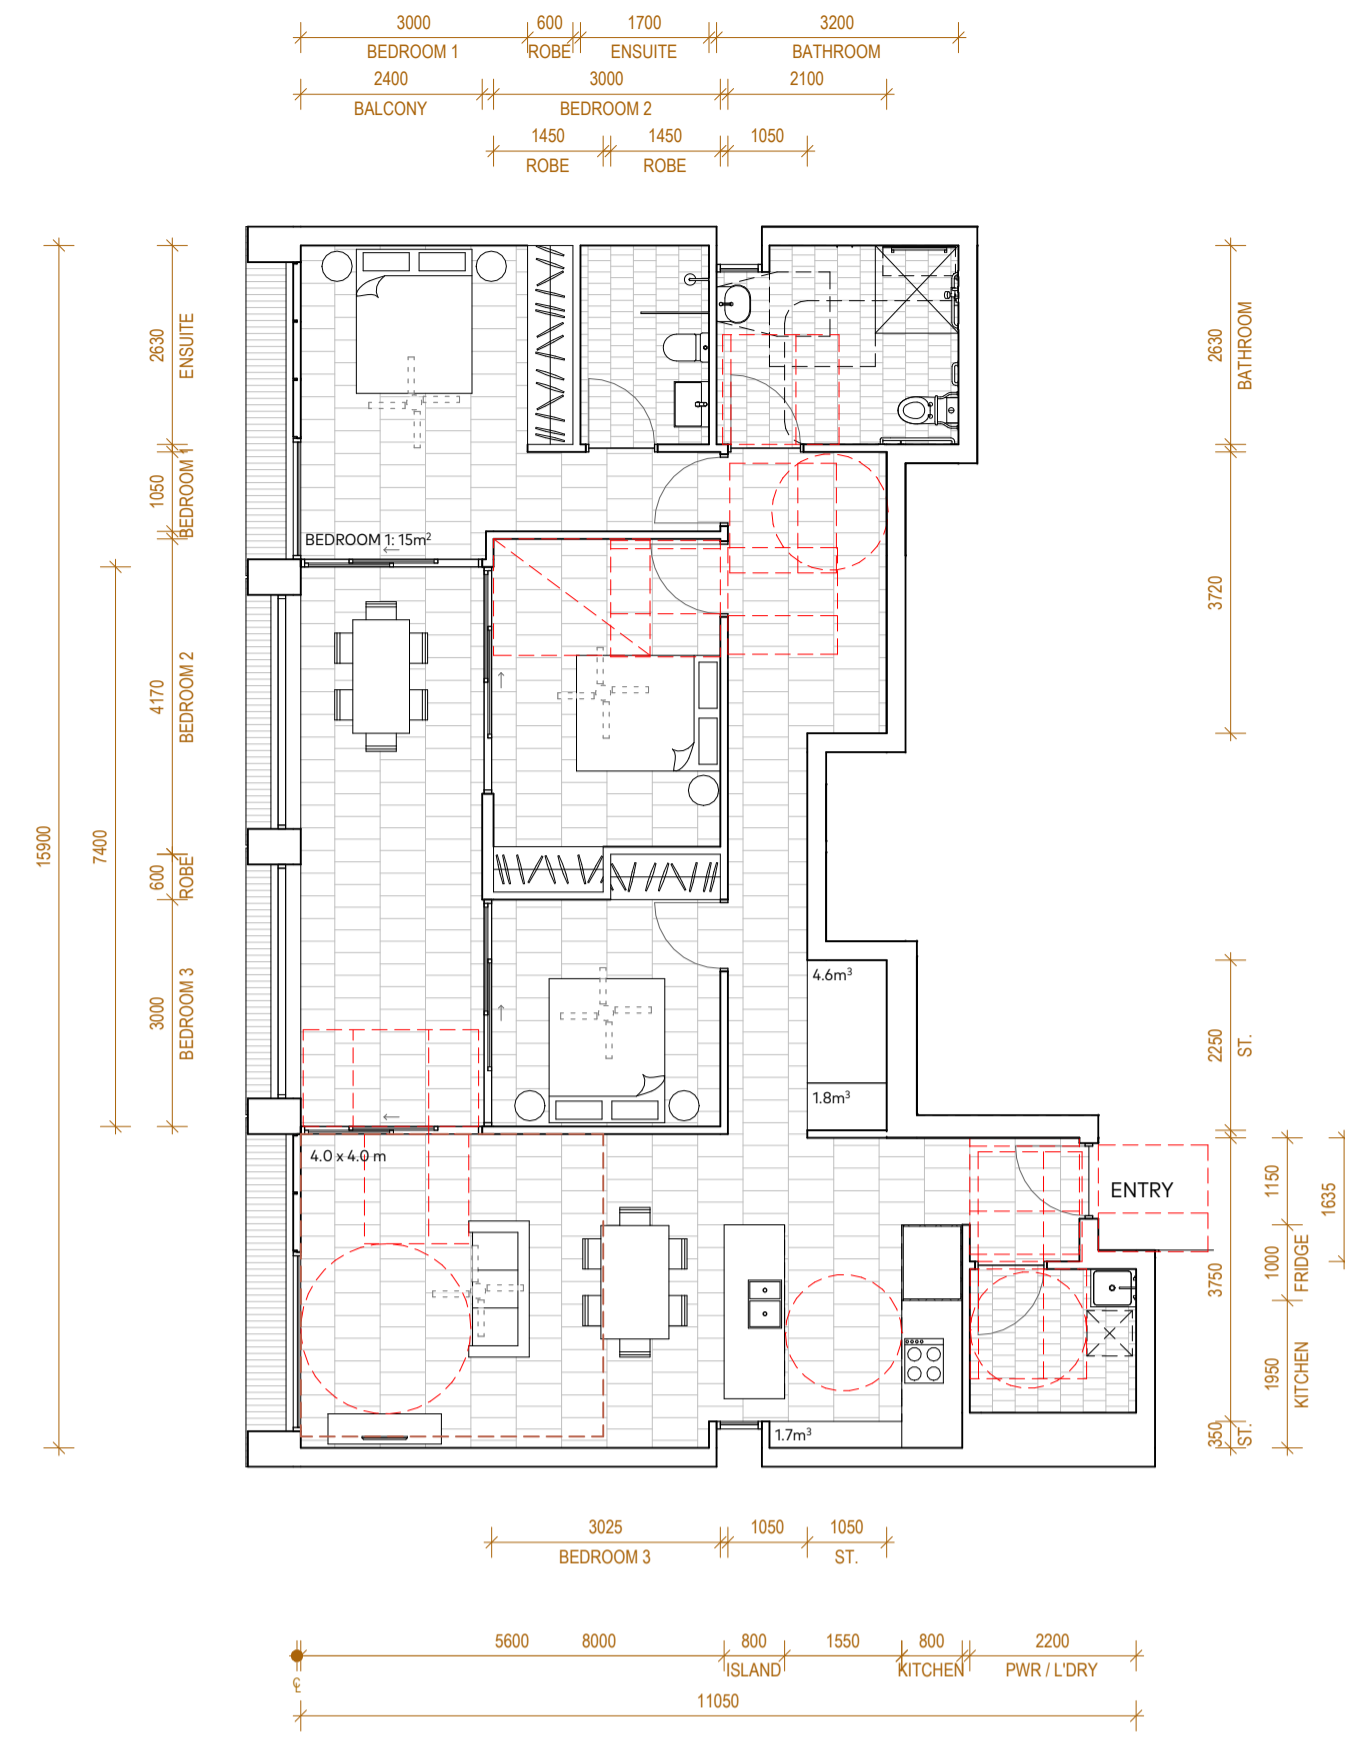 3000 600 1700 3200
BEDROOM 1 ROBE ENSUITE BATHROOM
2400 3000 2100
BALCONY BEDROOM 2
1450 1450 1050
ROBE ROBE
15900
7400
2630
ENSUITE
1050
BEDROOM 1
4170
BEDROOM 2
600
ROBE
3000
BEDROOM 3
BEDROOM 1: 15m²
4.6m³
1.8m³
4.0 x 4.0 m
ENTRY
1.7m³
2630
BATHROOM
3720
2250
ST.
3750
350
ST.
1150
1000
FRIDGE
1950
KITCHEN
1635
3025 1050 1050
BEDROOM 3 ST.
5600 8000 800 1550 800 2200
℄ ISLAND KITCHEN PWR / L'DRY
11050